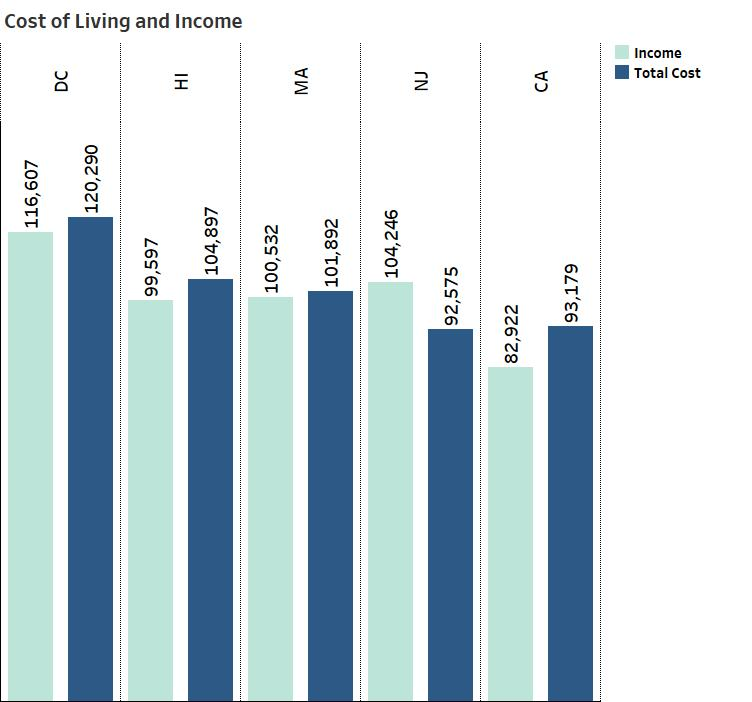 Cost of Living and Income
Income
Total Cost
DC
HI
MA
NJ
CA
116,607
120,290
99,597
104,897
100,532
101,892
104,246
92,575
82,922
93,179